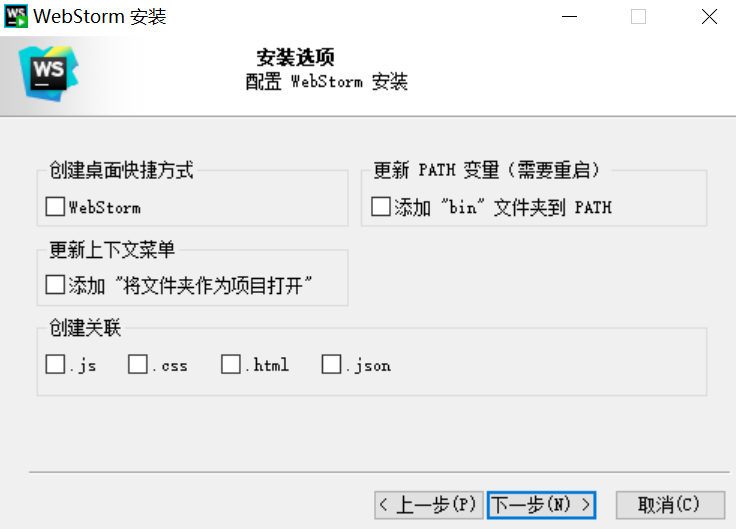 WebStorm 安装
WS
安装选项
配置 WebStorm 安装
创建桌面快捷方式
WebStorm
更新 PATH 变量（需要重启）
添加 "bin" 文件夹到 PATH
更新上下文菜单
添加 "将文件夹作为项目打开"
创建关联
.js .css .html .json
< 上一步(P) 下一步(N) > 取消(C)